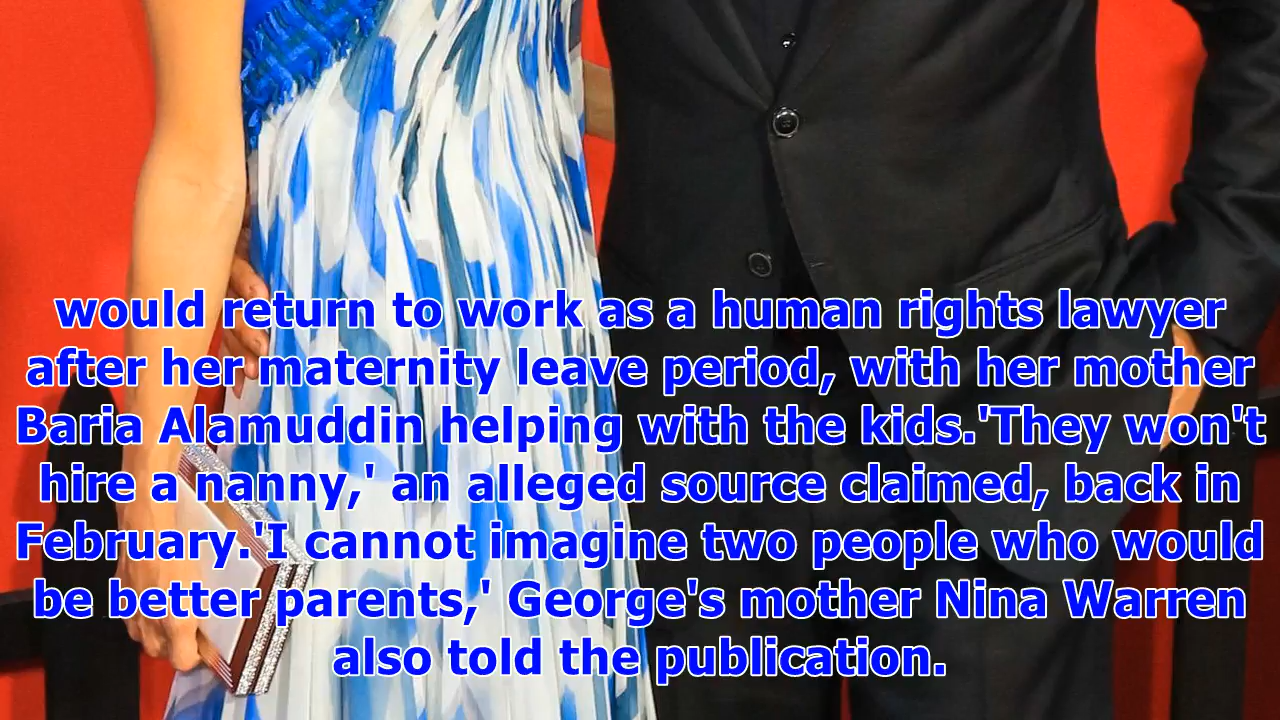 would return to work as a human rights lawyer
after her maternity leave period, with her mother
Baria Alamuddin helping with the kids.'They won't
hire a nanny,' an alleged source claimed, back in
February.'I cannot imagine two people who would
be better parents,' George's mother Nina Warren
also told the publication.